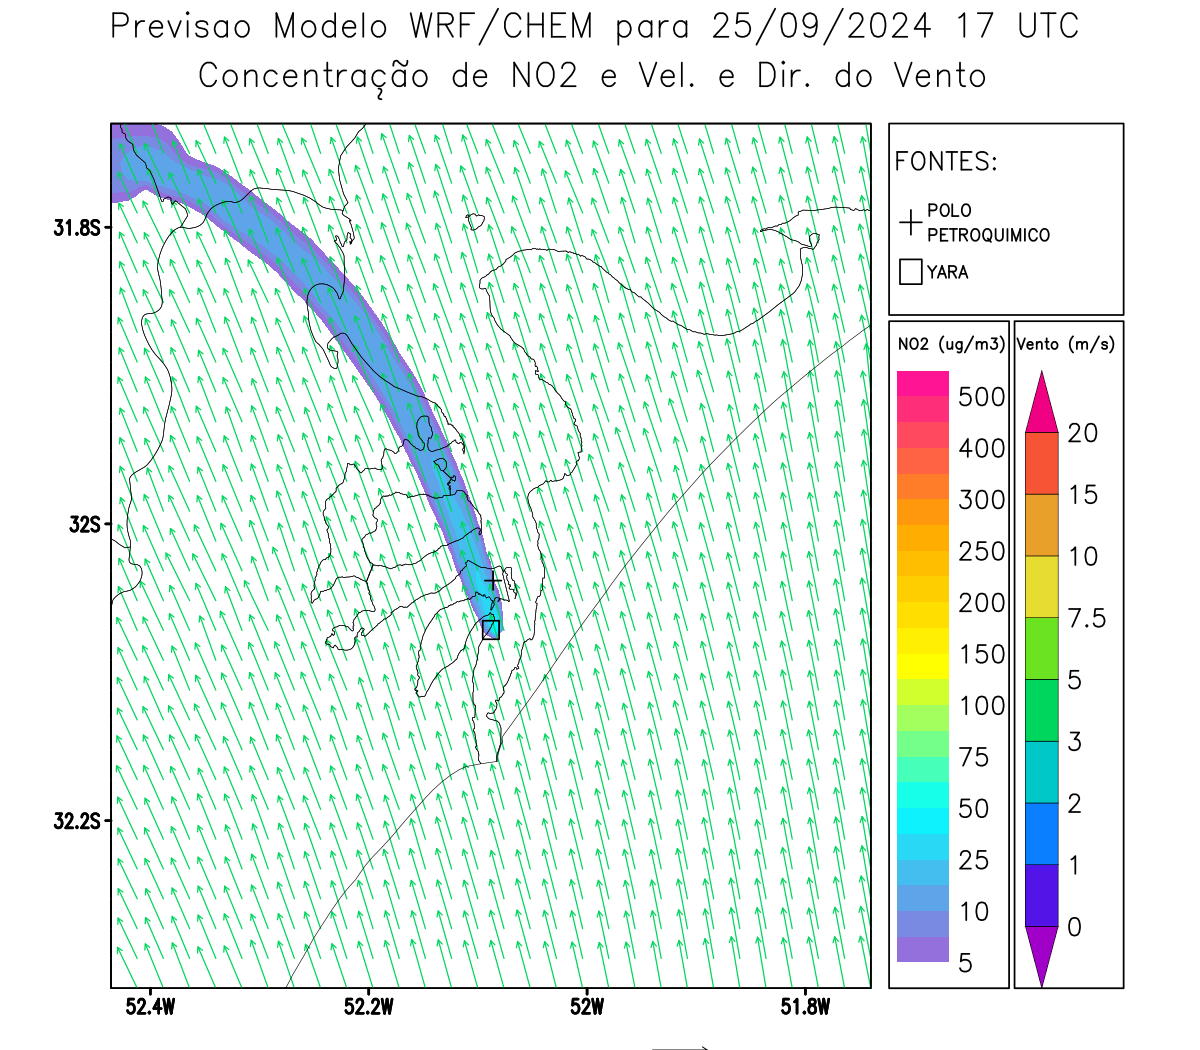 Previsao Modelo WRF/CHEM para 25/09/2024 17 UTC
Concentração de NO2 e Vel. e Dir. do Vento
FONTES:
POLO
PETROQUIMICO
YARA
NO2 (ug/m3)
500
400
300
250
200
150
100
75
50
25
10
5
Vento (m/s)
20
15
10
7.5
5
3
2
1
0
31.8S
32S
32.2S
52.4W
52.2W
52W
51.8W